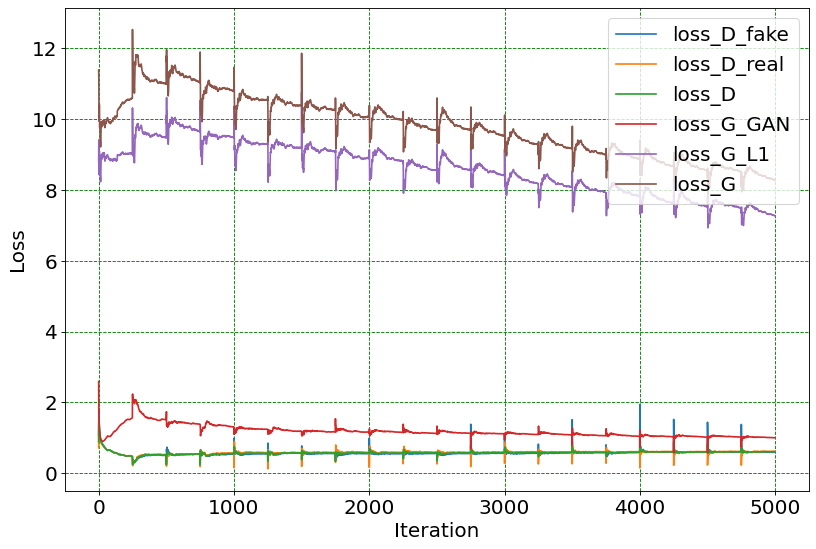 loss_D_fake
loss_D_real
loss_D
loss_G_GAN
loss_G_L1
loss_G
12
10
8
6
4
2
0
Loss
0 1000 2000 3000 4000 5000
Iteration